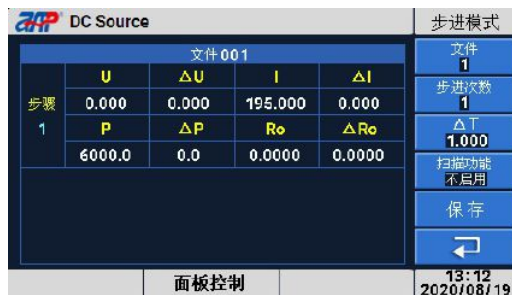 ZAP DC Source
步进模式
文件001
U ΔU I ΔI
步骤 0.000 0.000 195.000 0.000
1 P ΔP Ro ΔRo
6000.0 0.0 0.0000 0.0000
文件
1
步进次数
1
ΔT
1.000
扫描功能
不启用
保存
面板控制
13:12
2020/08/19